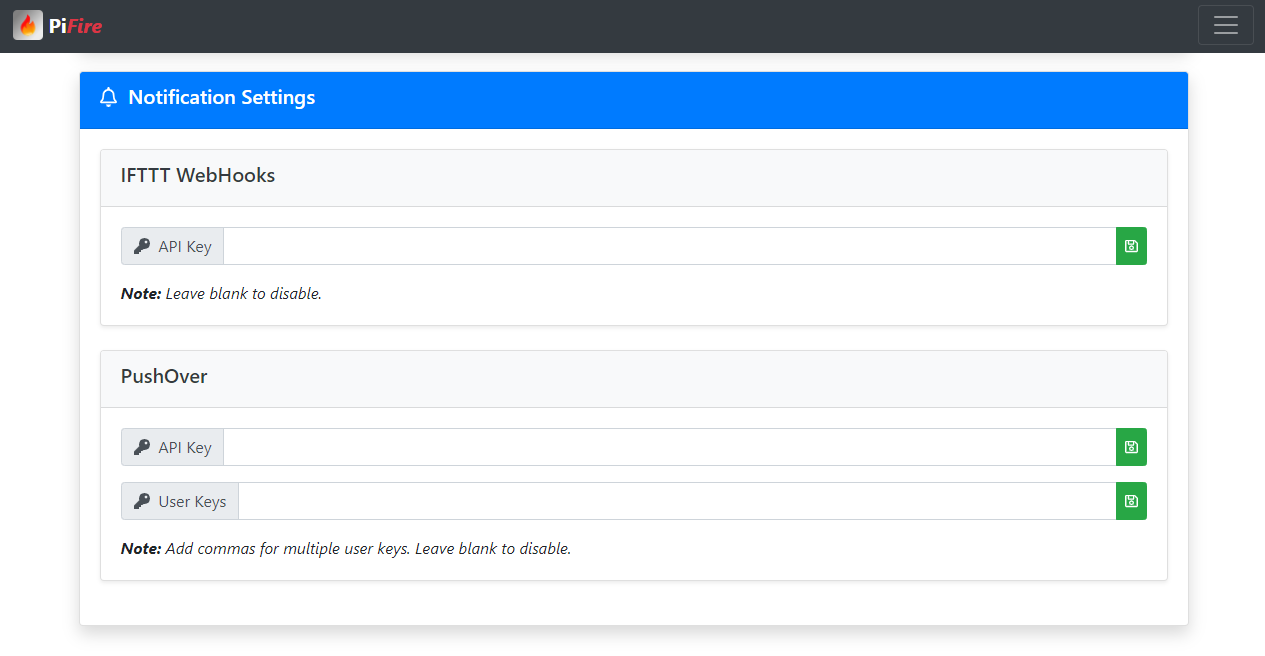 PiFire
Notification Settings
IFTTT WebHooks
API Key
Note: Leave blank to disable.
PushOver
API Key
User Keys
Note: Add commas for multiple user keys. Leave blank to disable.